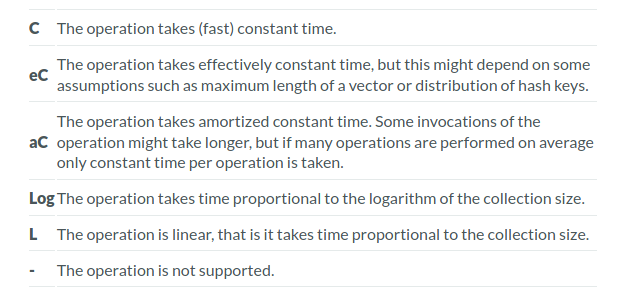 C The operation takes (fast) constant time.
The operation takes effectively constant time, but this might depend on some
eC assumptions such as maximum length of a vector or distribution of hash keys.
The operation takes amortized constant time. Some invocations of the
aC operation might take longer, but if many operations are performed on average
only constant time per operation is taken.
Log The operation takes time proportional to the logarithm of the collection size.
L The operation is linear, that is it takes time proportional to the collection size.
- The operation is not supported.